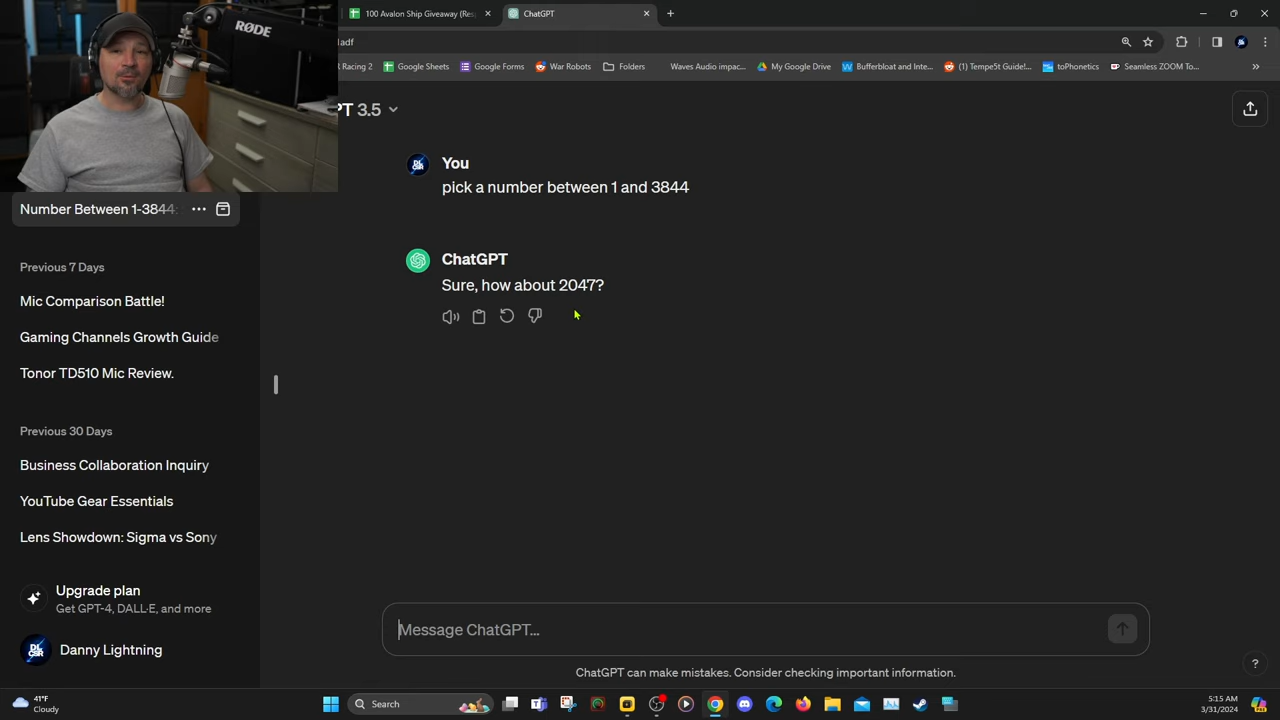 100 Avalon Ship Giveaway (Res
ChatGPT
RØDE
adf
Racing 2
Google Sheets
Google Forms
War Robots
Folders
Waves Audio impac...
My Google Drive
Bufferbloat and Inte...
(1) Tempe5t Guide!...
toPhonetics
Seamless ZOOM To...
»
PT 3.5
You
pick a number between 1 and 3844
Number Between 1-3844
ChatGPT
Sure, how about 2047?
Previous 7 Days
Mic Comparison Battle!
Gaming Channels Growth Guide
Tonor TD510 Mic Review.
Previous 30 Days
Business Collaboration Inquiry
YouTube Gear Essentials
Lens Showdown: Sigma vs Sony
Upgrade plan
Get GPT-4, DALL·E, and more
Danny Lightning
Message ChatGPT...
ChatGPT can make mistakes. Consider checking important information.
?
41°F
Cloudy
Search
5:15 AM
3/31/2024